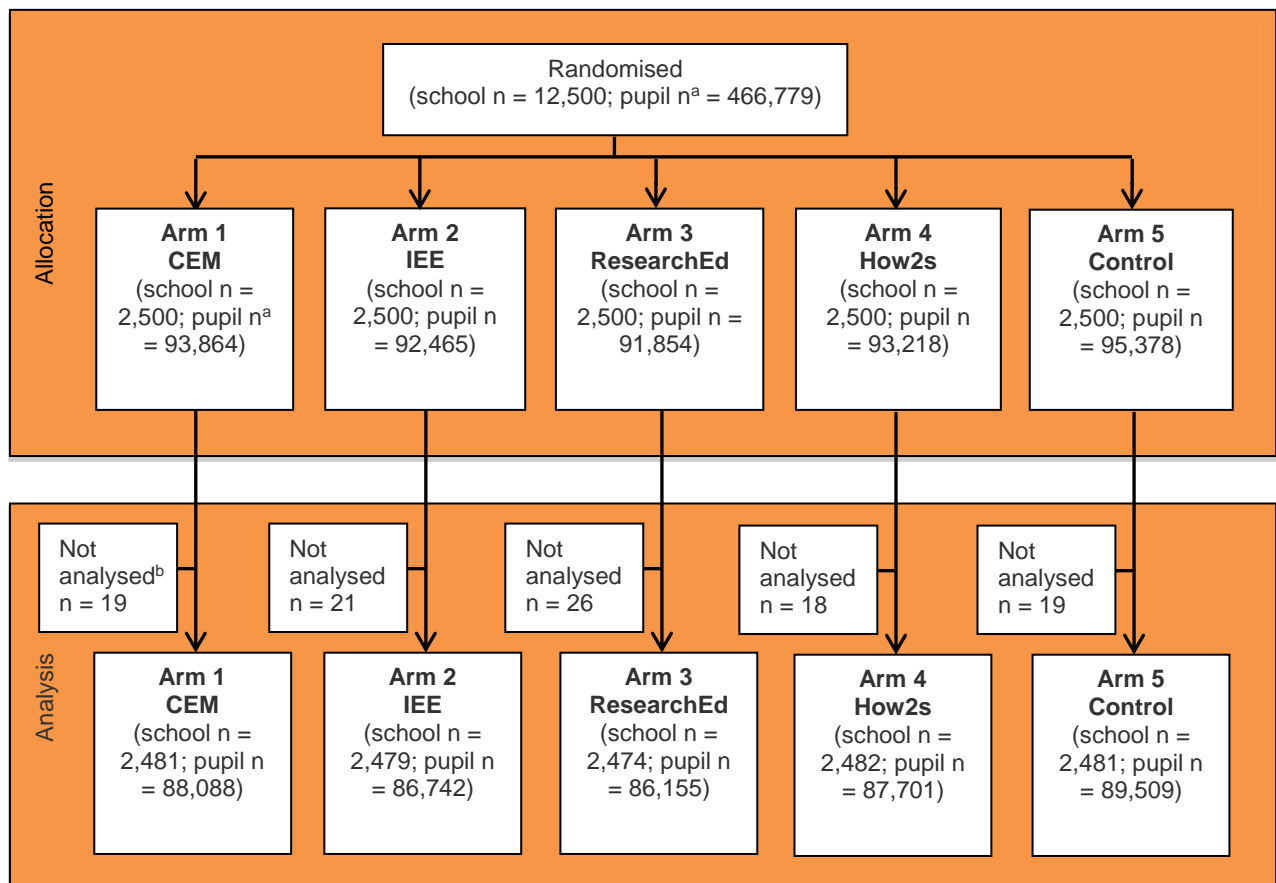 Randomised
(school n = 12,500; pupil nᵃ = 466,779)
Allocation
Arm 1
CEM
(school n =
2,500; pupil nᵃ
= 93,864)
Arm 2
IEE
(school n =
2,500; pupil n
= 92,465)
Arm 3
ResearchEd
(school n =
2,500; pupil n =
91,854)
Arm 4
How2s
(school n =
2,500; pupil n
= 93,218)
Arm 5
Control
(school n =
2,500; pupil n
= 95,378)
Analysis
Not
analysedᵇ
n = 19
Not
analysed
n = 21
Not
analysed
n = 26
Not
analysed
n = 18
Not
analysed
n = 19
Arm 1
CEM
(school n =
2,481; pupil n
= 88,088)
Arm 2
IEE
(school n =
2,479; pupil n
= 86,742)
Arm 3
ResearchEd
(school n =
2,474; pupil n
= 86,155)
Arm 4
How2s
(school n =
2,482; pupil n
= 87,701)
Arm 5
Control
(school n =
2,481; pupil n
= 89,509)